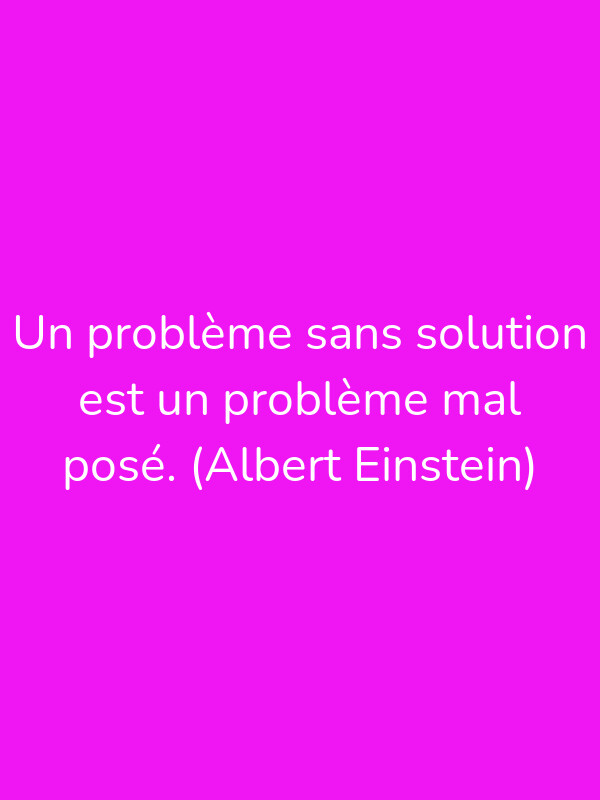 Un problème sans solution
est un problème mal
posé. (Albert Einstein)